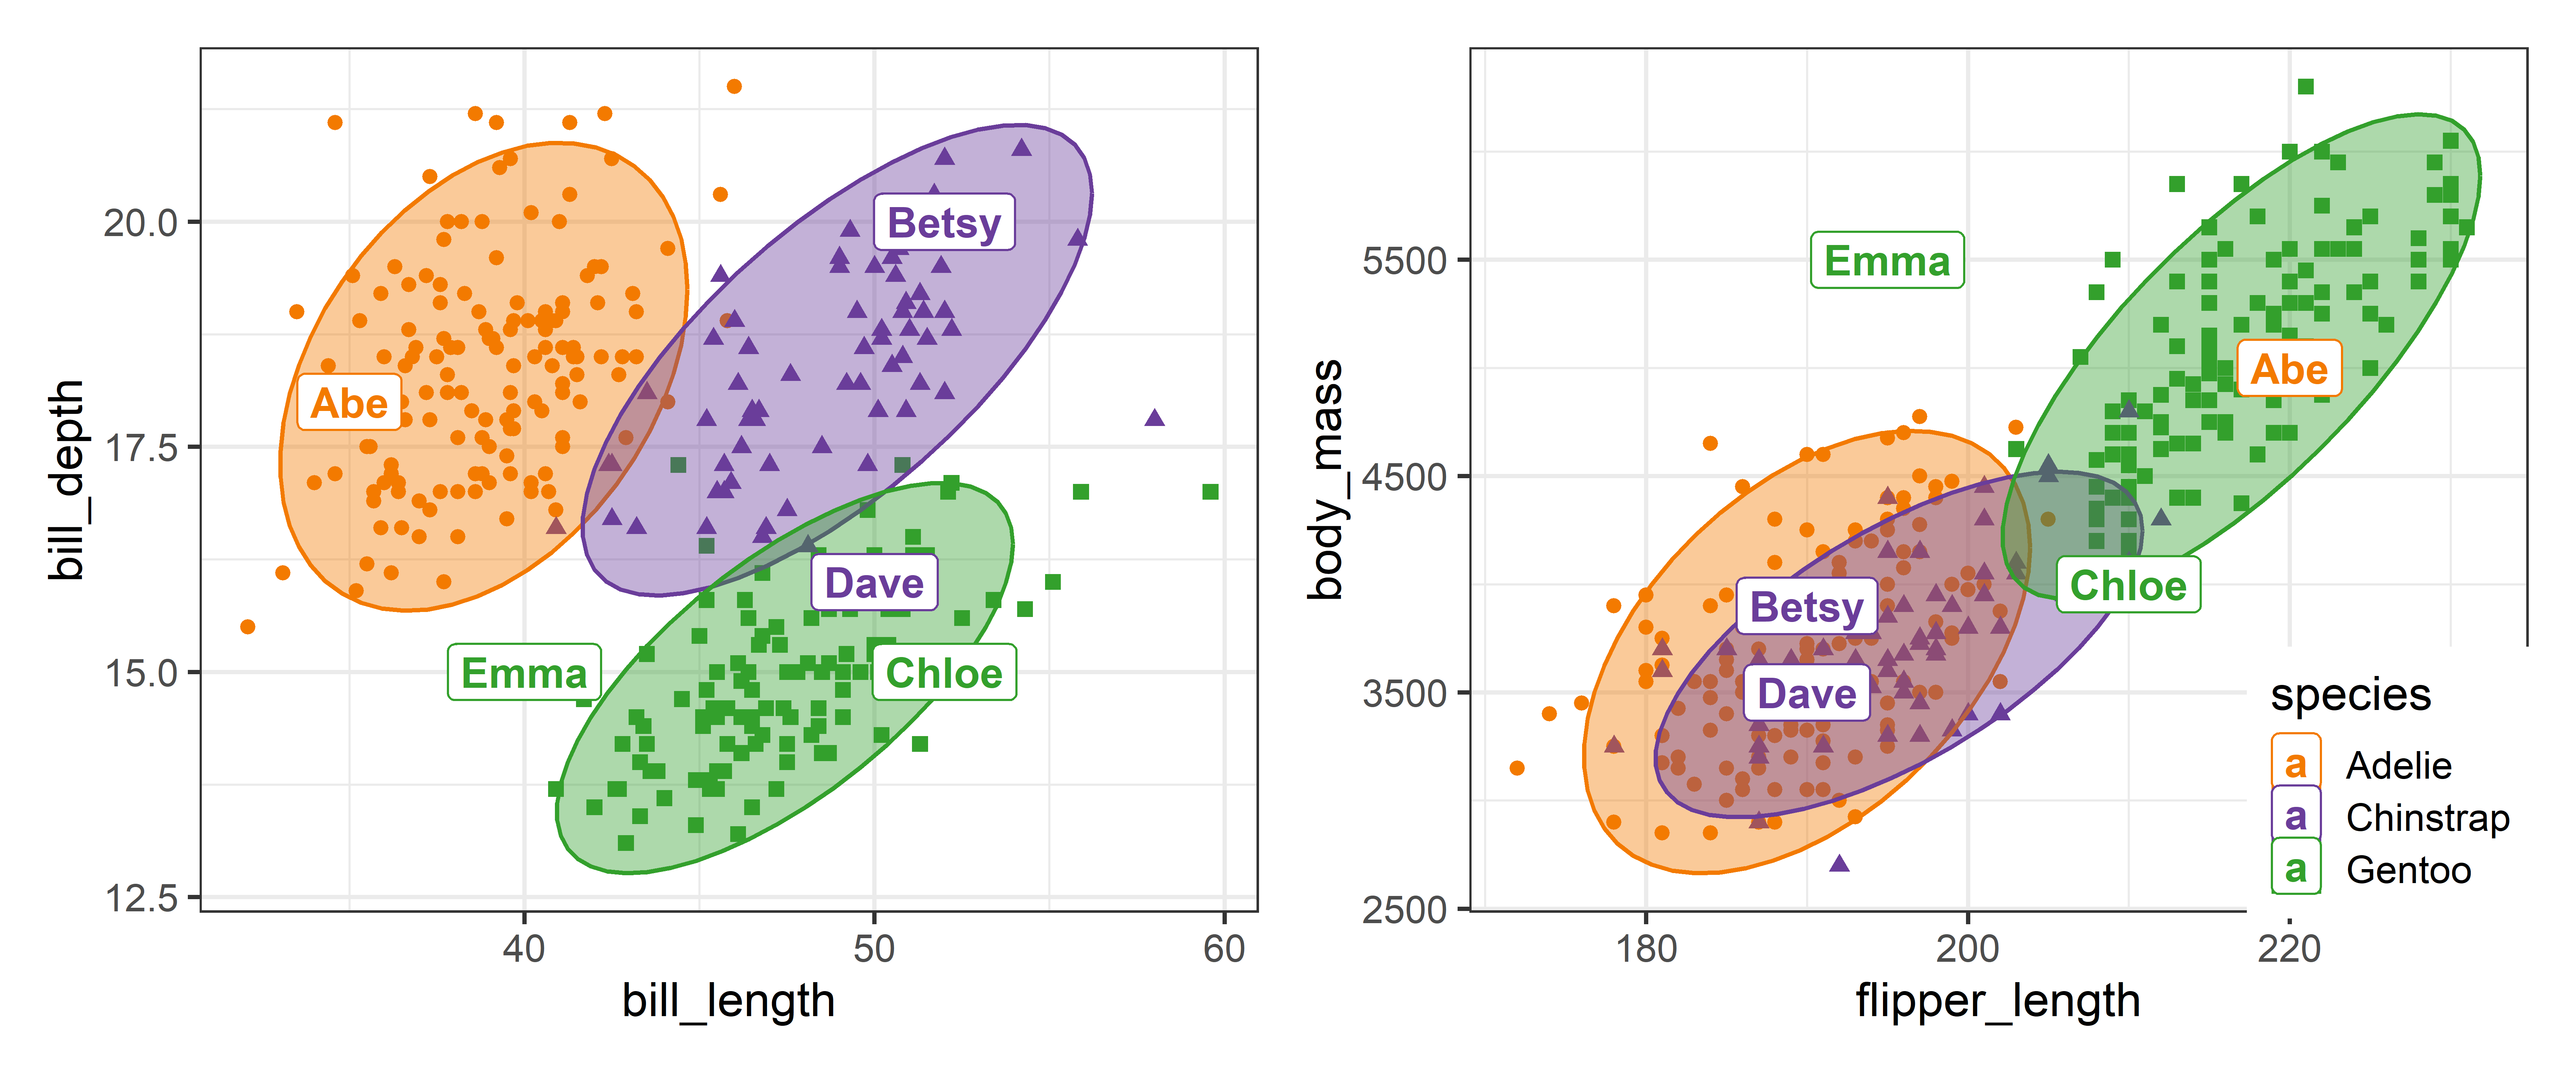 20.0
17.5
15.0
12.5
bill_depth
40
50
60
bill_length
Abe
Betsy
Dave
Emma
Chloe
5500
4500
3500
2500
body_mass
180
200
220
flipper_length
Emma
Abe
Chloe
Betsy
Dave
species
a Adelie
a Chinstrap
a Gentoo